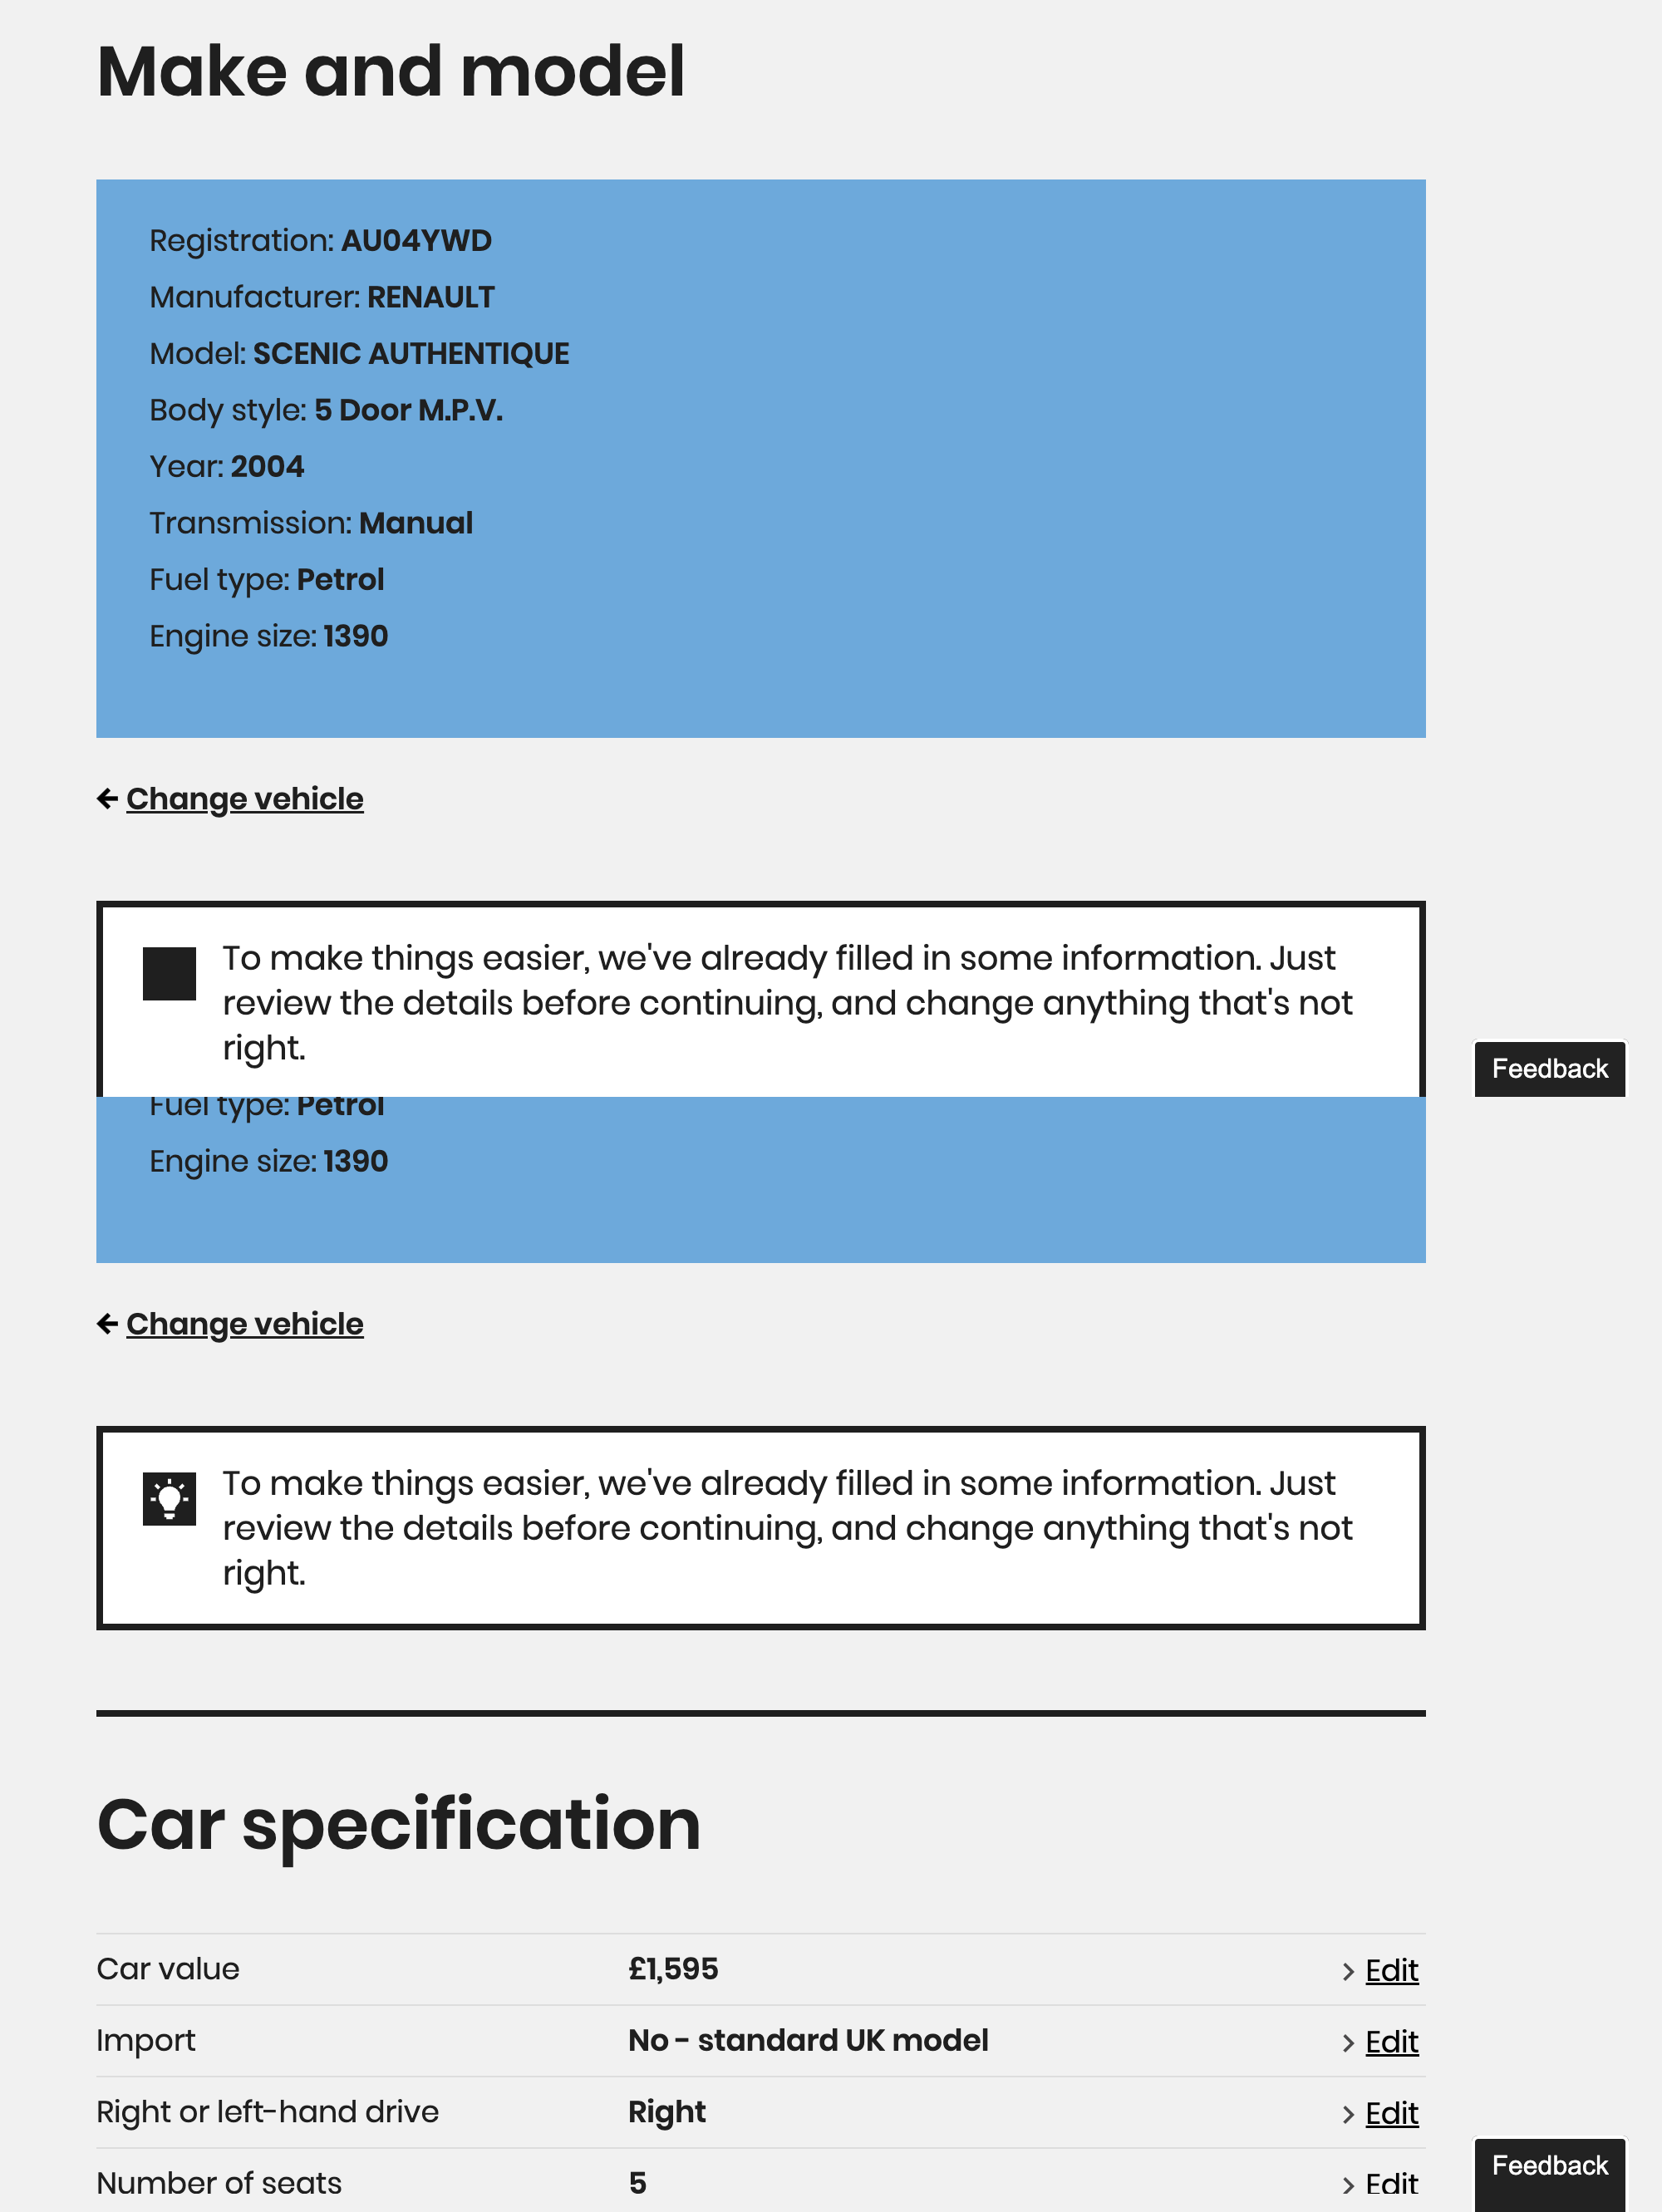 Make and model
Registration: AU04YWD
Manufacturer: RENAULT
Model: SCENIC AUTHENTIQUE
Body style: 5 Door M.P.V.
Year: 2004
Transmission: Manual
Fuel type: Petrol
Engine size: 1390
Change vehicle
To make things easier, we've already filled in some information. Just
review the details before continuing, and change anything that's not
right.
Feedback
Fuel type: Petrol
Engine size: 1390
Change vehicle
To make things easier, we've already filled in some information. Just
review the details before continuing, and change anything that's not
right.
Car specification
Car value £1,595 Edit
Import No - standard UK model Edit
Right or left-hand drive Right Edit
Number of seats 5 Edit
Feedback